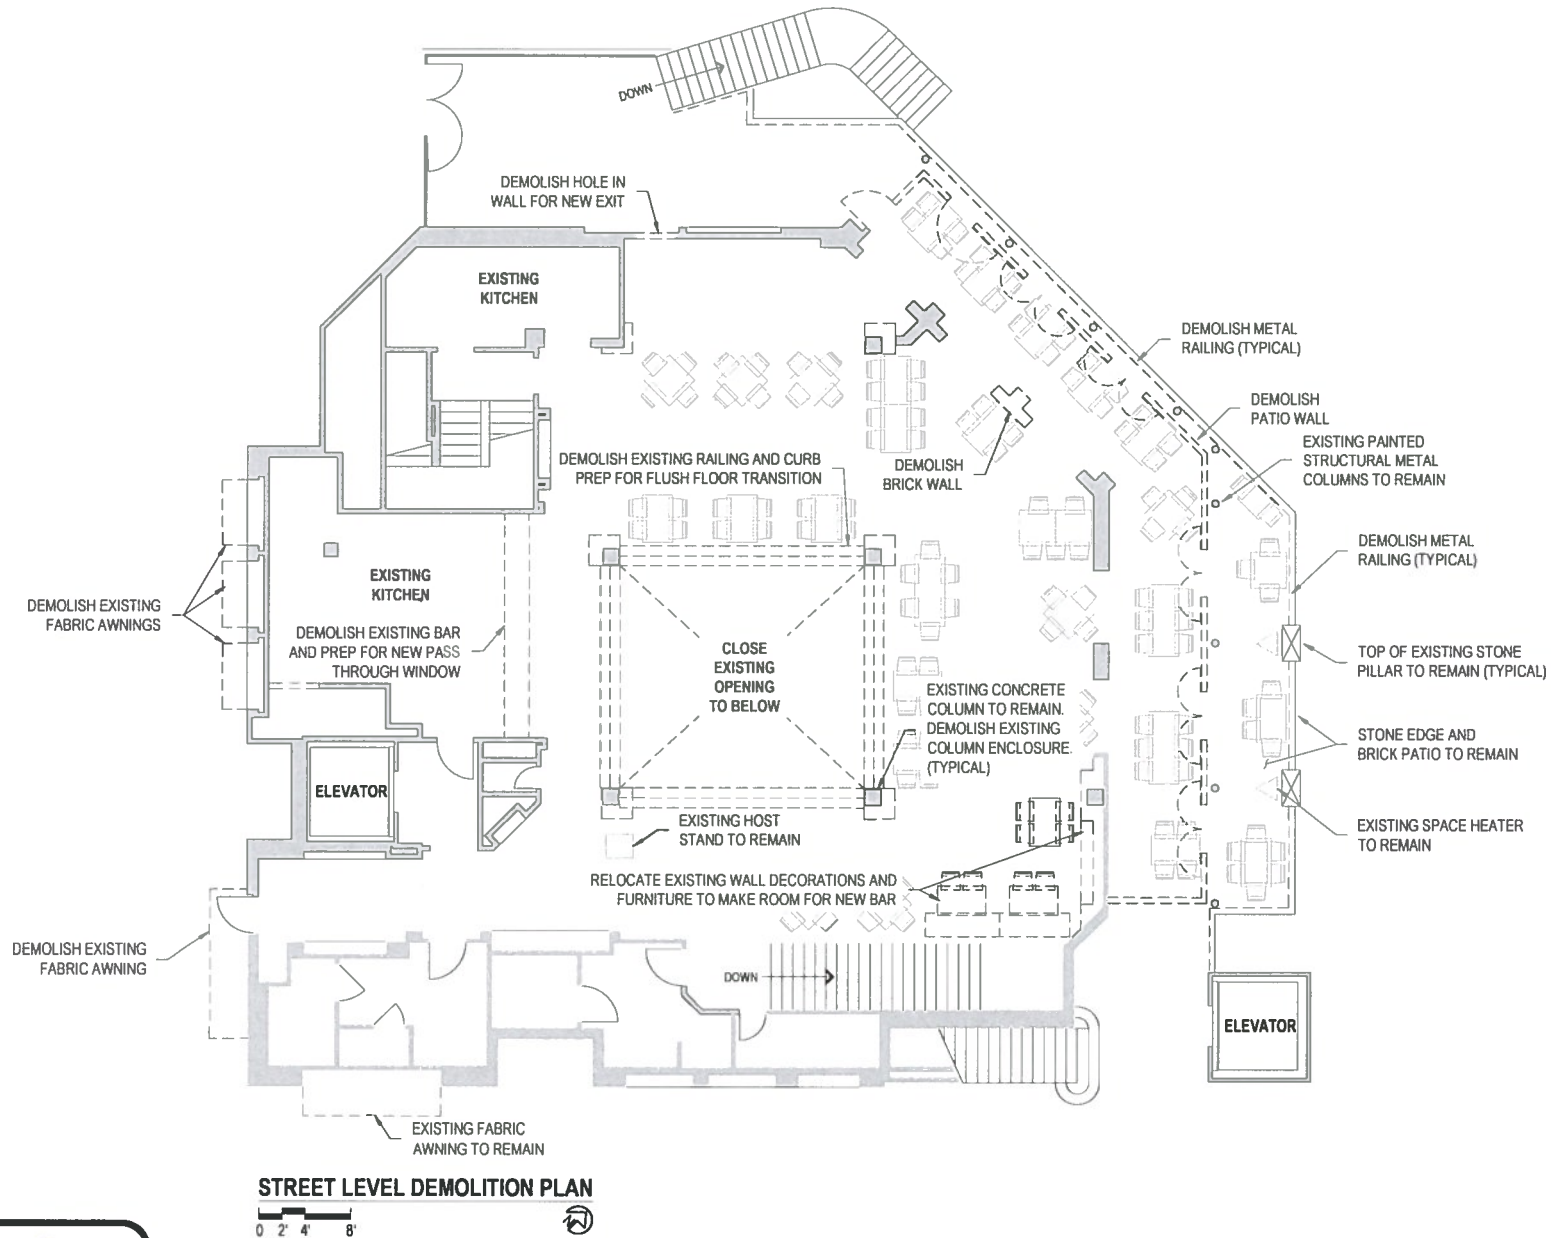 DOWN
DEMOLISH HOLE IN
WALL FOR NEW EXIT
EXISTING
KITCHEN
DEMOLISH METAL
RAILING (TYPICAL)
DEMOLISH
PATIO WALL
EXISTING PAINTED
STRUCTURAL METAL
COLUMNS TO REMAIN
DEMOLISH EXISTING RAILING AND CURB
PREP FOR FLUSH FLOOR TRANSITION
DEMOLISH
BRICK WALL
DEMOLISH METAL
RAILING (TYPICAL)
EXISTING
KITCHEN
DEMOLISH EXISTING
FABRIC AWNINGS
DEMOLISH EXISTING BAR
AND PREP FOR NEW PASS
THROUGH WINDOW
CLOSE
EXISTING
OPENING
TO BELOW
TOP OF EXISTING STONE
PILLAR TO REMAIN (TYPICAL)
EXISTING CONCRETE
COLUMN TO REMAIN.
DEMOLISH EXISTING
COLUMN ENCLOSURE.
(TYPICAL)
STONE EDGE AND
BRICK PATIO TO REMAIN
ELEVATOR
EXISTING HOST
STAND TO REMAIN
EXISTING SPACE HEATER
TO REMAIN
RELOCATE EXISTING WALL DECORATIONS AND
FURNITURE TO MAKE ROOM FOR NEW BAR
DEMOLISH EXISTING
FABRIC AWNING
DOWN
ELEVATOR
EXISTING FABRIC
AWNING TO REMAIN
STREET LEVEL DEMOLITION PLAN
0 2' 4' 8'